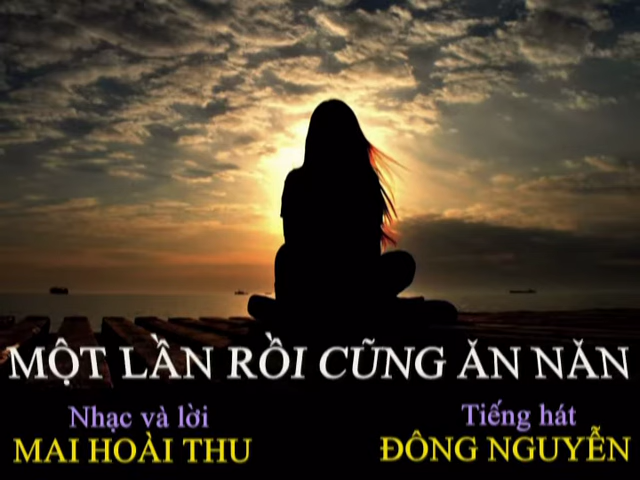 MỘT LẦN RỒI CŨNG ĂN NĂN
Nhạc và lời
MAI HOÀI THU
Tiếng hát
ĐÔNG NGUYỄN